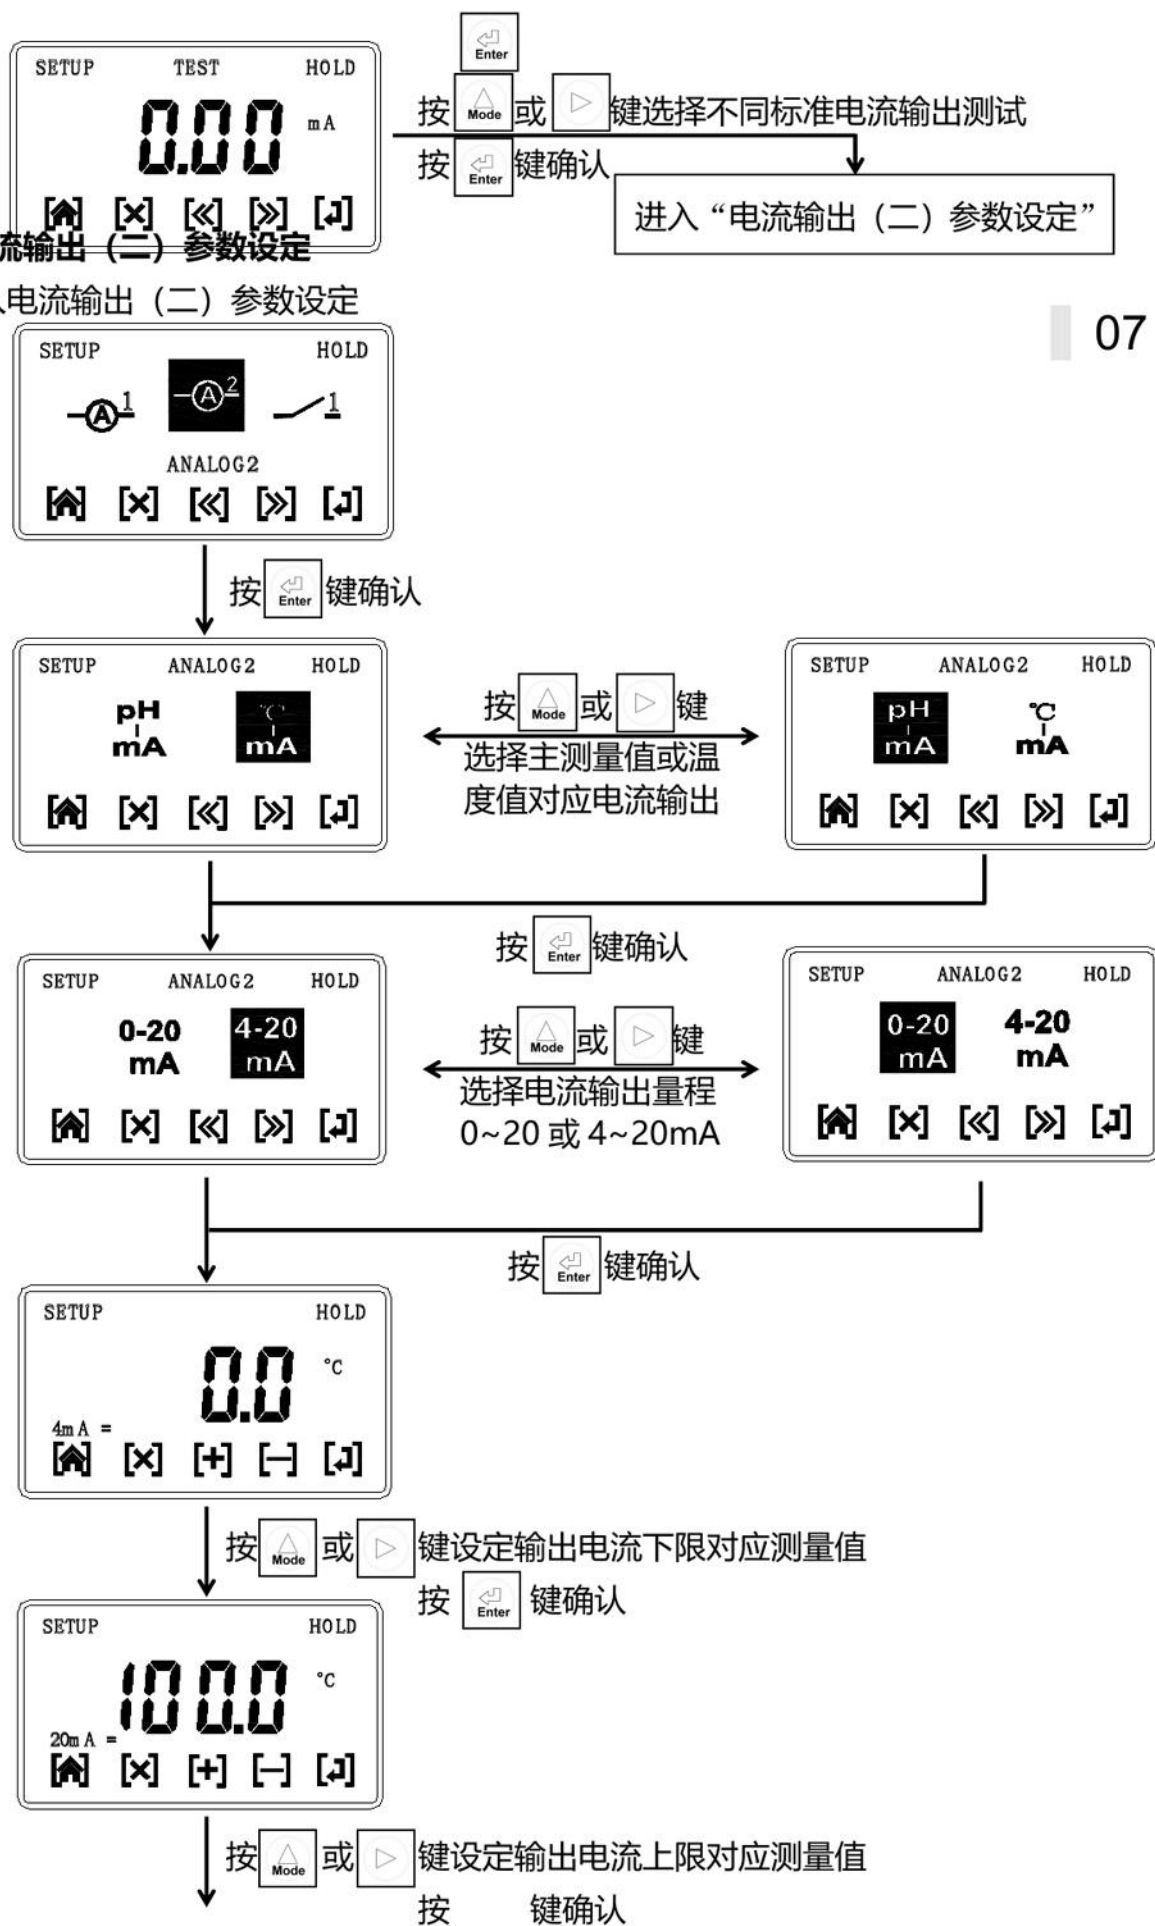 Enter
SETUP TEST HOLD
0.00 mA
按 Mode 或 键选择不同标准电流输出测试
按 Enter 键确认
进入“电流输出（二）参数设定”
流输出（二）参数设定
电流输出（二）参数设定
07
SETUP HOLD
A 1 A 2 1
ANALOG2
按 Enter 键确认
SETUP ANALOG2 HOLD
pH mA ℃ mA
按 Mode 或 键
选择主测量值或温
度值对应电流输出
SETUP ANALOG2 HOLD
pH mA ℃ mA
按 Enter 键确认
SETUP ANALOG2 HOLD
0-20 4-20
mA mA
按 Mode 或 键
选择电流输出量程
0~20 或 4~20mA
SETUP ANALOG2 HOLD
0-20 4-20
mA mA
按 Enter 键确认
SETUP HOLD
0.0 °C
4mA =
按 Mode 或 键设定输出电流下限对应测量值
按 Enter 键确认
SETUP HOLD
100.0 °C
20mA =
按 Mode 或 键设定输出电流上限对应测量值
按 键确认